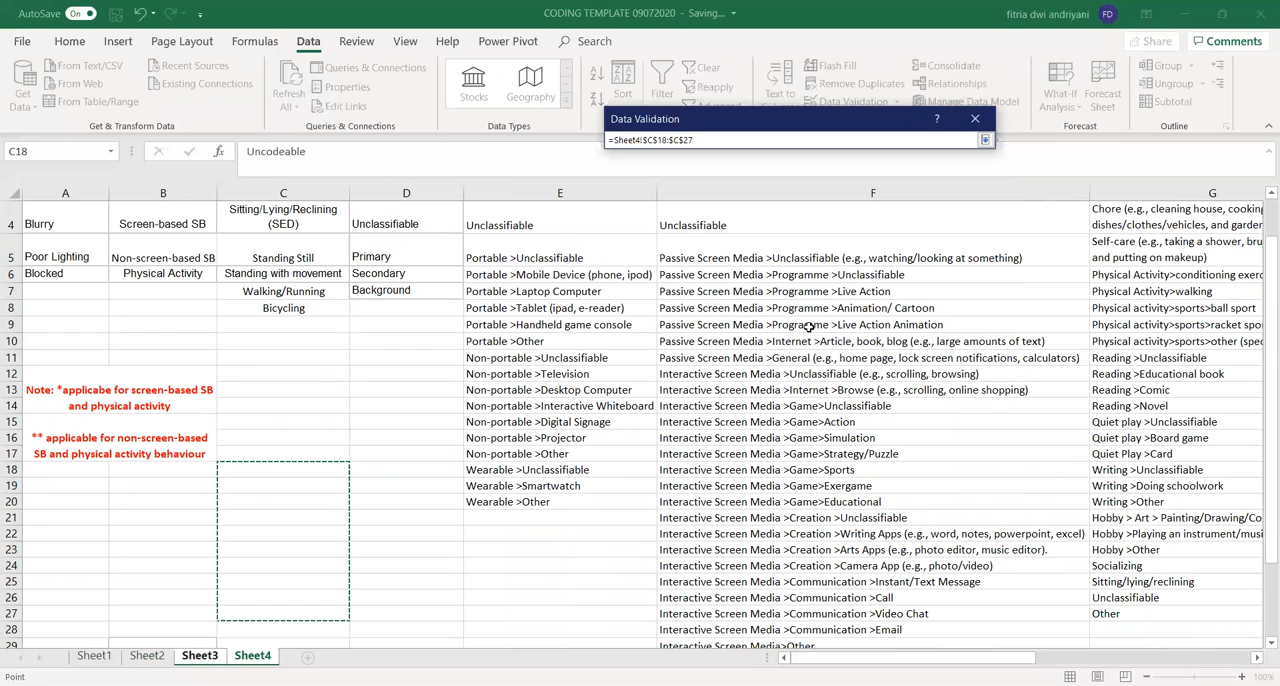 AutoSave On
CODING TEMPLATE 09072020 - Saving...
fitria dwi andriyani FD
File Home Insert Page Layout Formulas Data Review View Help Power Pivot Search
Share Comments
Get Data
From Text/CSV
From Web
From Table/Range
Recent Sources
Existing Connections
Get & Transform Data
Refresh All
Queries & Connections
Properties
Edit Links
Queries & Connections
Stocks
Geography
Data Types
Sort
Filter
Clear
Reapply
Text to
Flash Fill
Remove Duplicates
Data Validation
Consolidate
Relationships
Manage Data Model
What-If Analysis
Forecast Sheet
Forecast
Group
Ungroup
Subtotal
Outline
Data Validation ?
=Sheet4!$C$18:$C$27
C18 fx Uncodeable
A B C D E F G
4 Blurry Screen-based SB Sitting/Lying/Reclining (SED) Unclassifiable Unclassifiable Unclassifiable Chore (e.g., cleaning house, cooking dishes/clothes/vehicles, and garden
5 Poor Lighting Non-screen-based SB Standing Still Primary Portable >Unclassifiable Passive Screen Media >Unclassifiable (e.g., watching/looking at something) Self-care (e.g., taking a shower, bru and putting on makeup)
6 Blocked Physical Activity Standing with movement Secondary Portable >Mobile Device (phone, ipod) Passive Screen Media >Programme >Unclassifiable Physical Activity>conditioning exer
7 Walking/Running Background Portable >Laptop Computer Passive Screen Media >Programme >Live Action Physical Activity>walking
8 Bicycling Portable >Tablet (ipad, e-reader) Passive Screen Media >Programme >Animation/ Cartoon Physical activity>sports>ball sport
9 Portable >Handheld game console Passive Screen Media >Programme >Live Action Animation Physical activity>sports>racket spo
10 Portable >Other Passive Screen Media >Internet >Article, book, blog (e.g., large amounts of text) Physical activity>sports>other (spec
11 Non-portable >Unclassifiable Passive Screen Media >General (e.g., home page, lock screen notifications, calculators) Reading >Unclassified
12 Non-portable >Television Interactive Screen Media >Unclassifiable (e.g., scrolling, browsing) Reading >Educational book
13 Note: *applicabe for screen-based SB Non-portable >Desktop Computer Interactive Screen Media >Internet >Browse (e.g., scrolling, online shopping) Reading >Comic
14 and physical activity Non-portable >Interactive Whiteboard Interactive Screen Media >Game>Unclassifiable Reading >Novel
15 Non-portable >Digital Signage Interactive Screen Media >Game>Action Quiet play >Unclassified
16 ** applicable for non-screen-based Non-portable >Projector Interactive Screen Media >Game>Simulation Quiet play >Board game
17 SB and physical activity behaviour Non-portable >Other Interactive Screen Media >Game>Strategy/Puzzle Quiet Play >Card
18 Wearable >Unclassifiable Interactive Screen Media >Game>Sports Writing >Unclassified
19 Wearable >Smartwatch Interactive Screen Media >Game>Exergame Writing >Doing schoolwork
20 Wearable >Other Interactive Screen Media >Game>Educational Writing >Other
21 Interactive Screen Media >Creation >Unclassifiable Hobby > Art > Painting/Drawing/Co
22 Interactive Screen Media >Creation >Writing Apps (e.g., word, notes, powerpoint, excel) Hobby >Playing an instrument/musi
23 Interactive Screen Media >Creation >Arts Apps (e.g., photo editor, music editor). Hobby >Other
24 Interactive Screen Media >Creation >Camera App (e.g., photo/video) Socializing
25 Interactive Screen Media >Communication >Instant/Text Message Sitting/lying/reclining
26 Interactive Screen Media >Communication >Call Unclassifiable
27 Interactive Screen Media >Communication >Video Chat Other
28 Interactive Screen Media >Communication >Email
29 Interactive Screen Media>Other
Sheet1 Sheet2 Sheet3 Sheet4
Point
100%